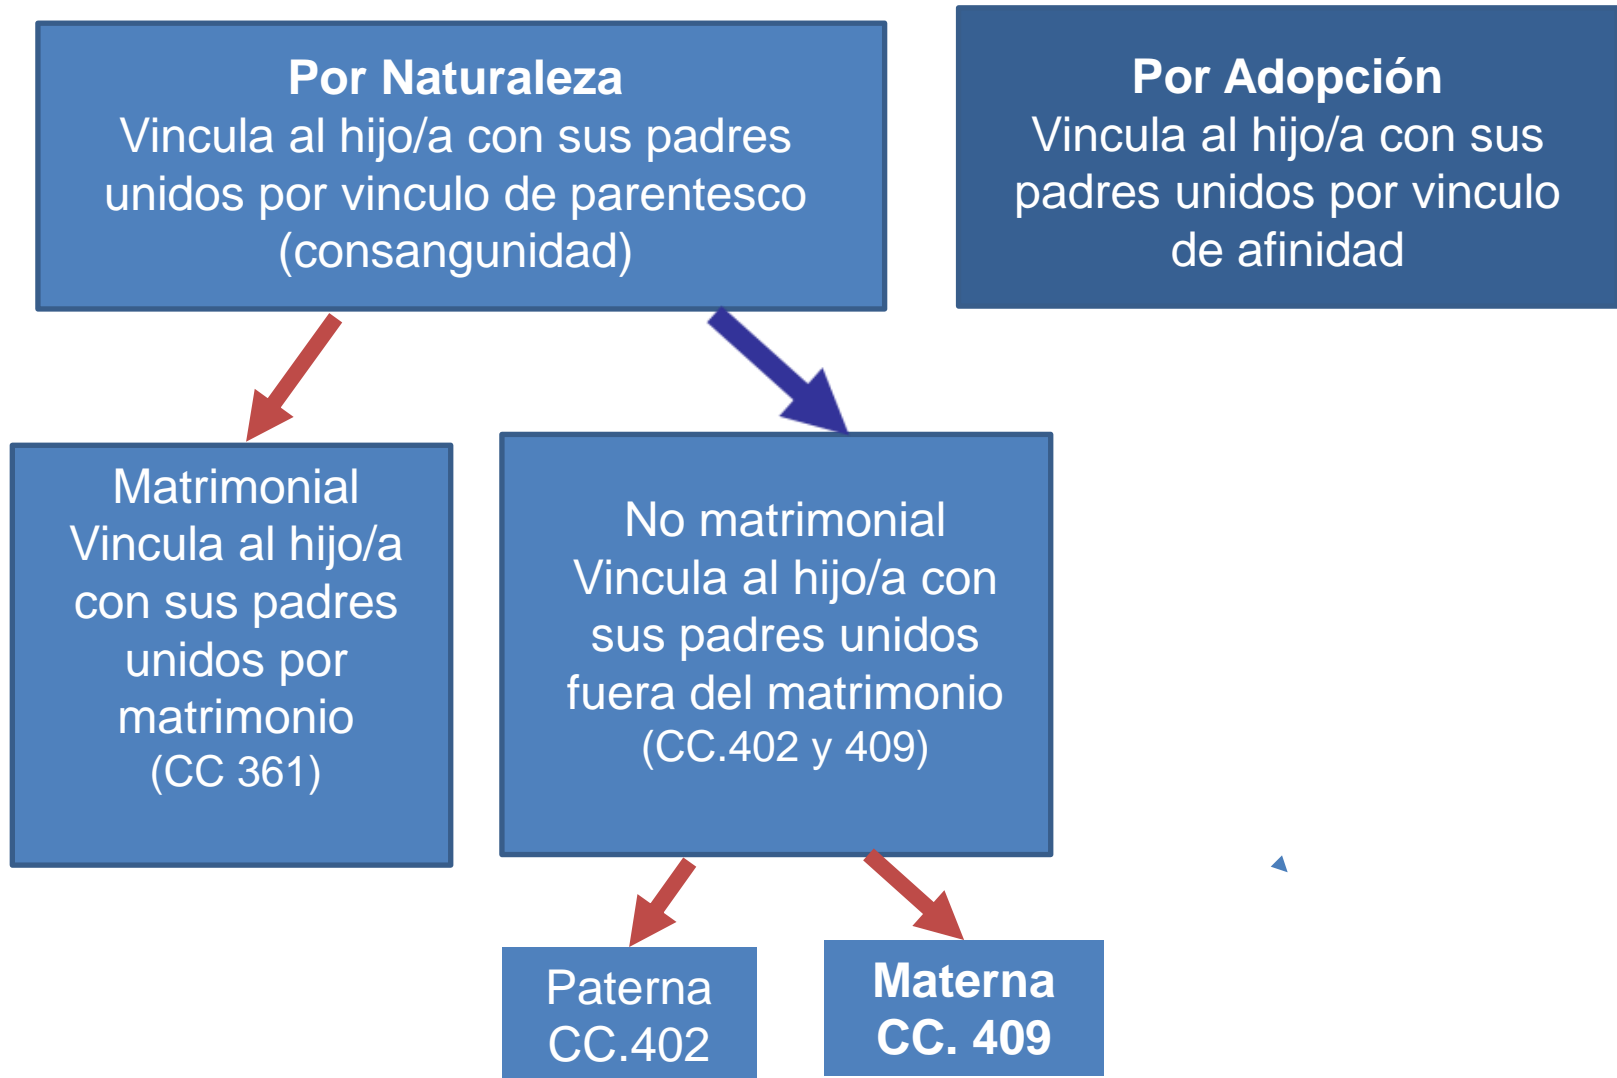 Por Naturaleza
Vincula al hijo/a con sus padres
unidos por vinculo de parentesco
(consangunidad)
Por Adopción
Vincula al hijo/a con sus
padres unidos por vinculo
de afinidad
Matrimonial
Vincula al hijo/a
con sus padres
unidos por
matrimonio
(CC 361)
No matrimonial
Vincula al hijo/a con
sus padres unidos
fuera del matrimonio
(CC.402 y 409)
Paterna
CC.402
Materna
CC. 409